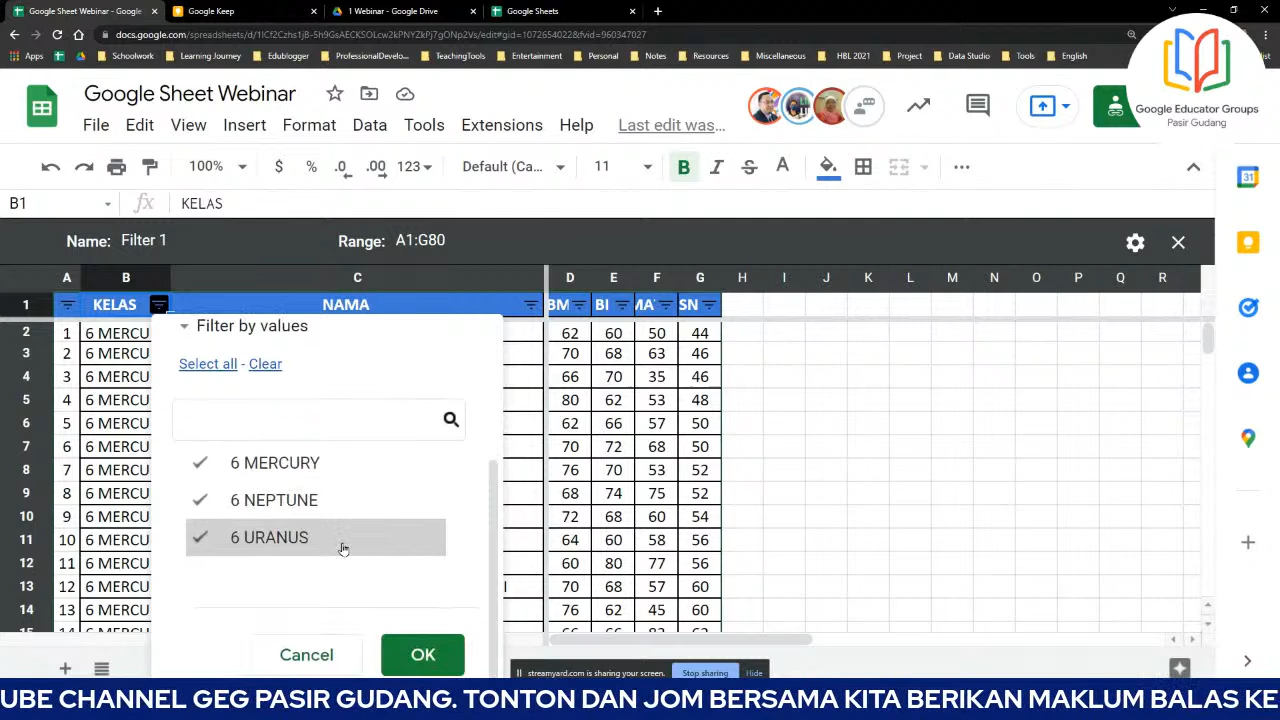 Google Sheet Webinar - Google
Google Keep
1 Webinar - Google Drive
Google Sheets
Apps
Schoolwork
Learning Journey
Edublogger
ProfessionalDevelo...
TeachingTools
Entertainment
Personal
Notes
Resources
Miscellaneous
HBL 2021
Project
Data Studio
Tools
English
Google Educator Groups
Pasir Gudang
Google Sheet Webinar
File Edit View Insert Format Data Tools Extensions Help Last edit was...
100% $ % .0 .00 123 Default (Ca... 11 B I S A ...
B1 fx KELAS
Name: Filter 1 Range: A1:G80
A B C D E F G H I J K L M N O P Q R
1 KELAS NAMA BM BI MA SN
2 1 6 MERCU 62 60 50 44
3 2 6 MERCU 70 68 63 46
4 3 6 MERCU 66 70 35 46
5 4 6 MERCU 80 62 53 48
6 5 6 MERCU 62 66 57 50
7 6 6 MERCU 70 72 68 50
8 7 6 MERCU 76 70 53 52
9 8 6 MERCU 68 74 75 52
10 9 6 MERCU 72 68 60 54
11 10 6 MERCU 64 60 58 56
12 11 6 MERCU 60 80 77 56
13 12 6 MERCU I 70 68 57 60
14 13 6 MERCU 76 62 45 60
Filter by values
Select all - Clear
6 MERCURY
6 NEPTUNE
6 URANUS
Cancel OK
streamyard.com is sharing your screen. Stop sharing Hide
31
UBE CHANNEL GEG PASIR GUDANG. TONTON DAN JOM BERSAMA KITA BERIKAN MAKLUM BALAS KE